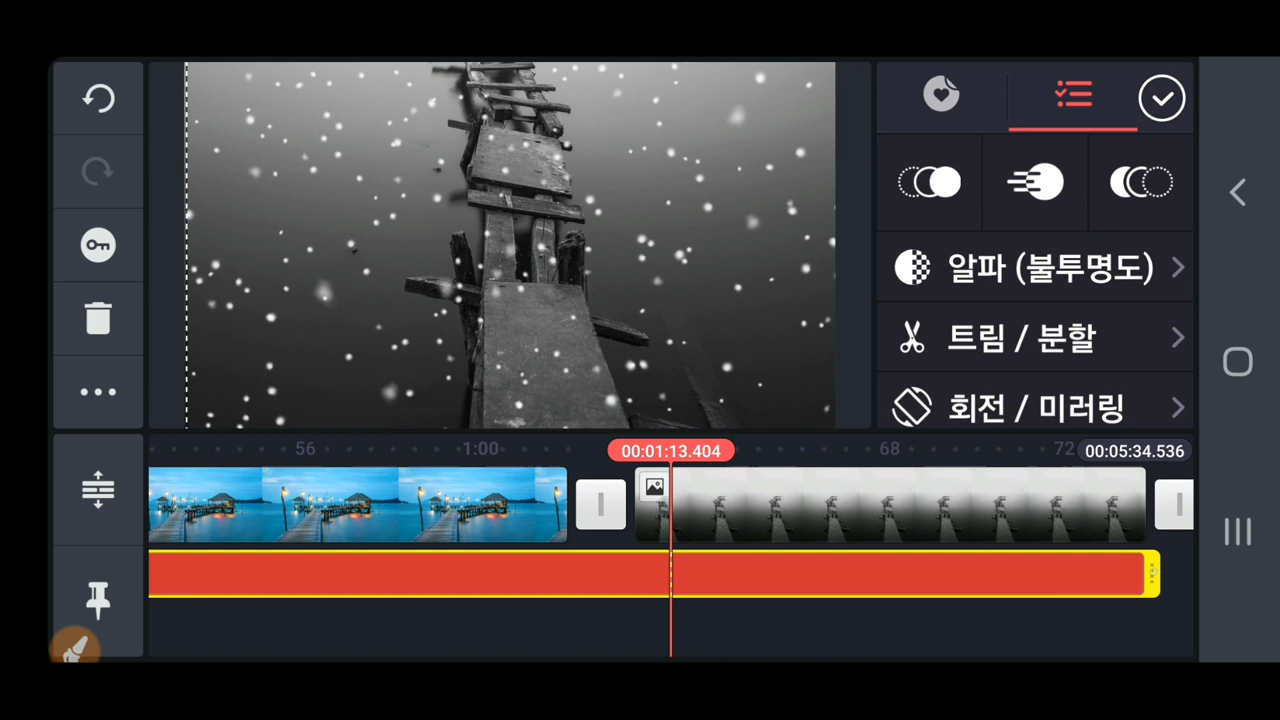 알파 (불투명도)
트림 / 분할
회전 / 미러링
56
1:00
00:01:13.404
68
72
00:05:34.536